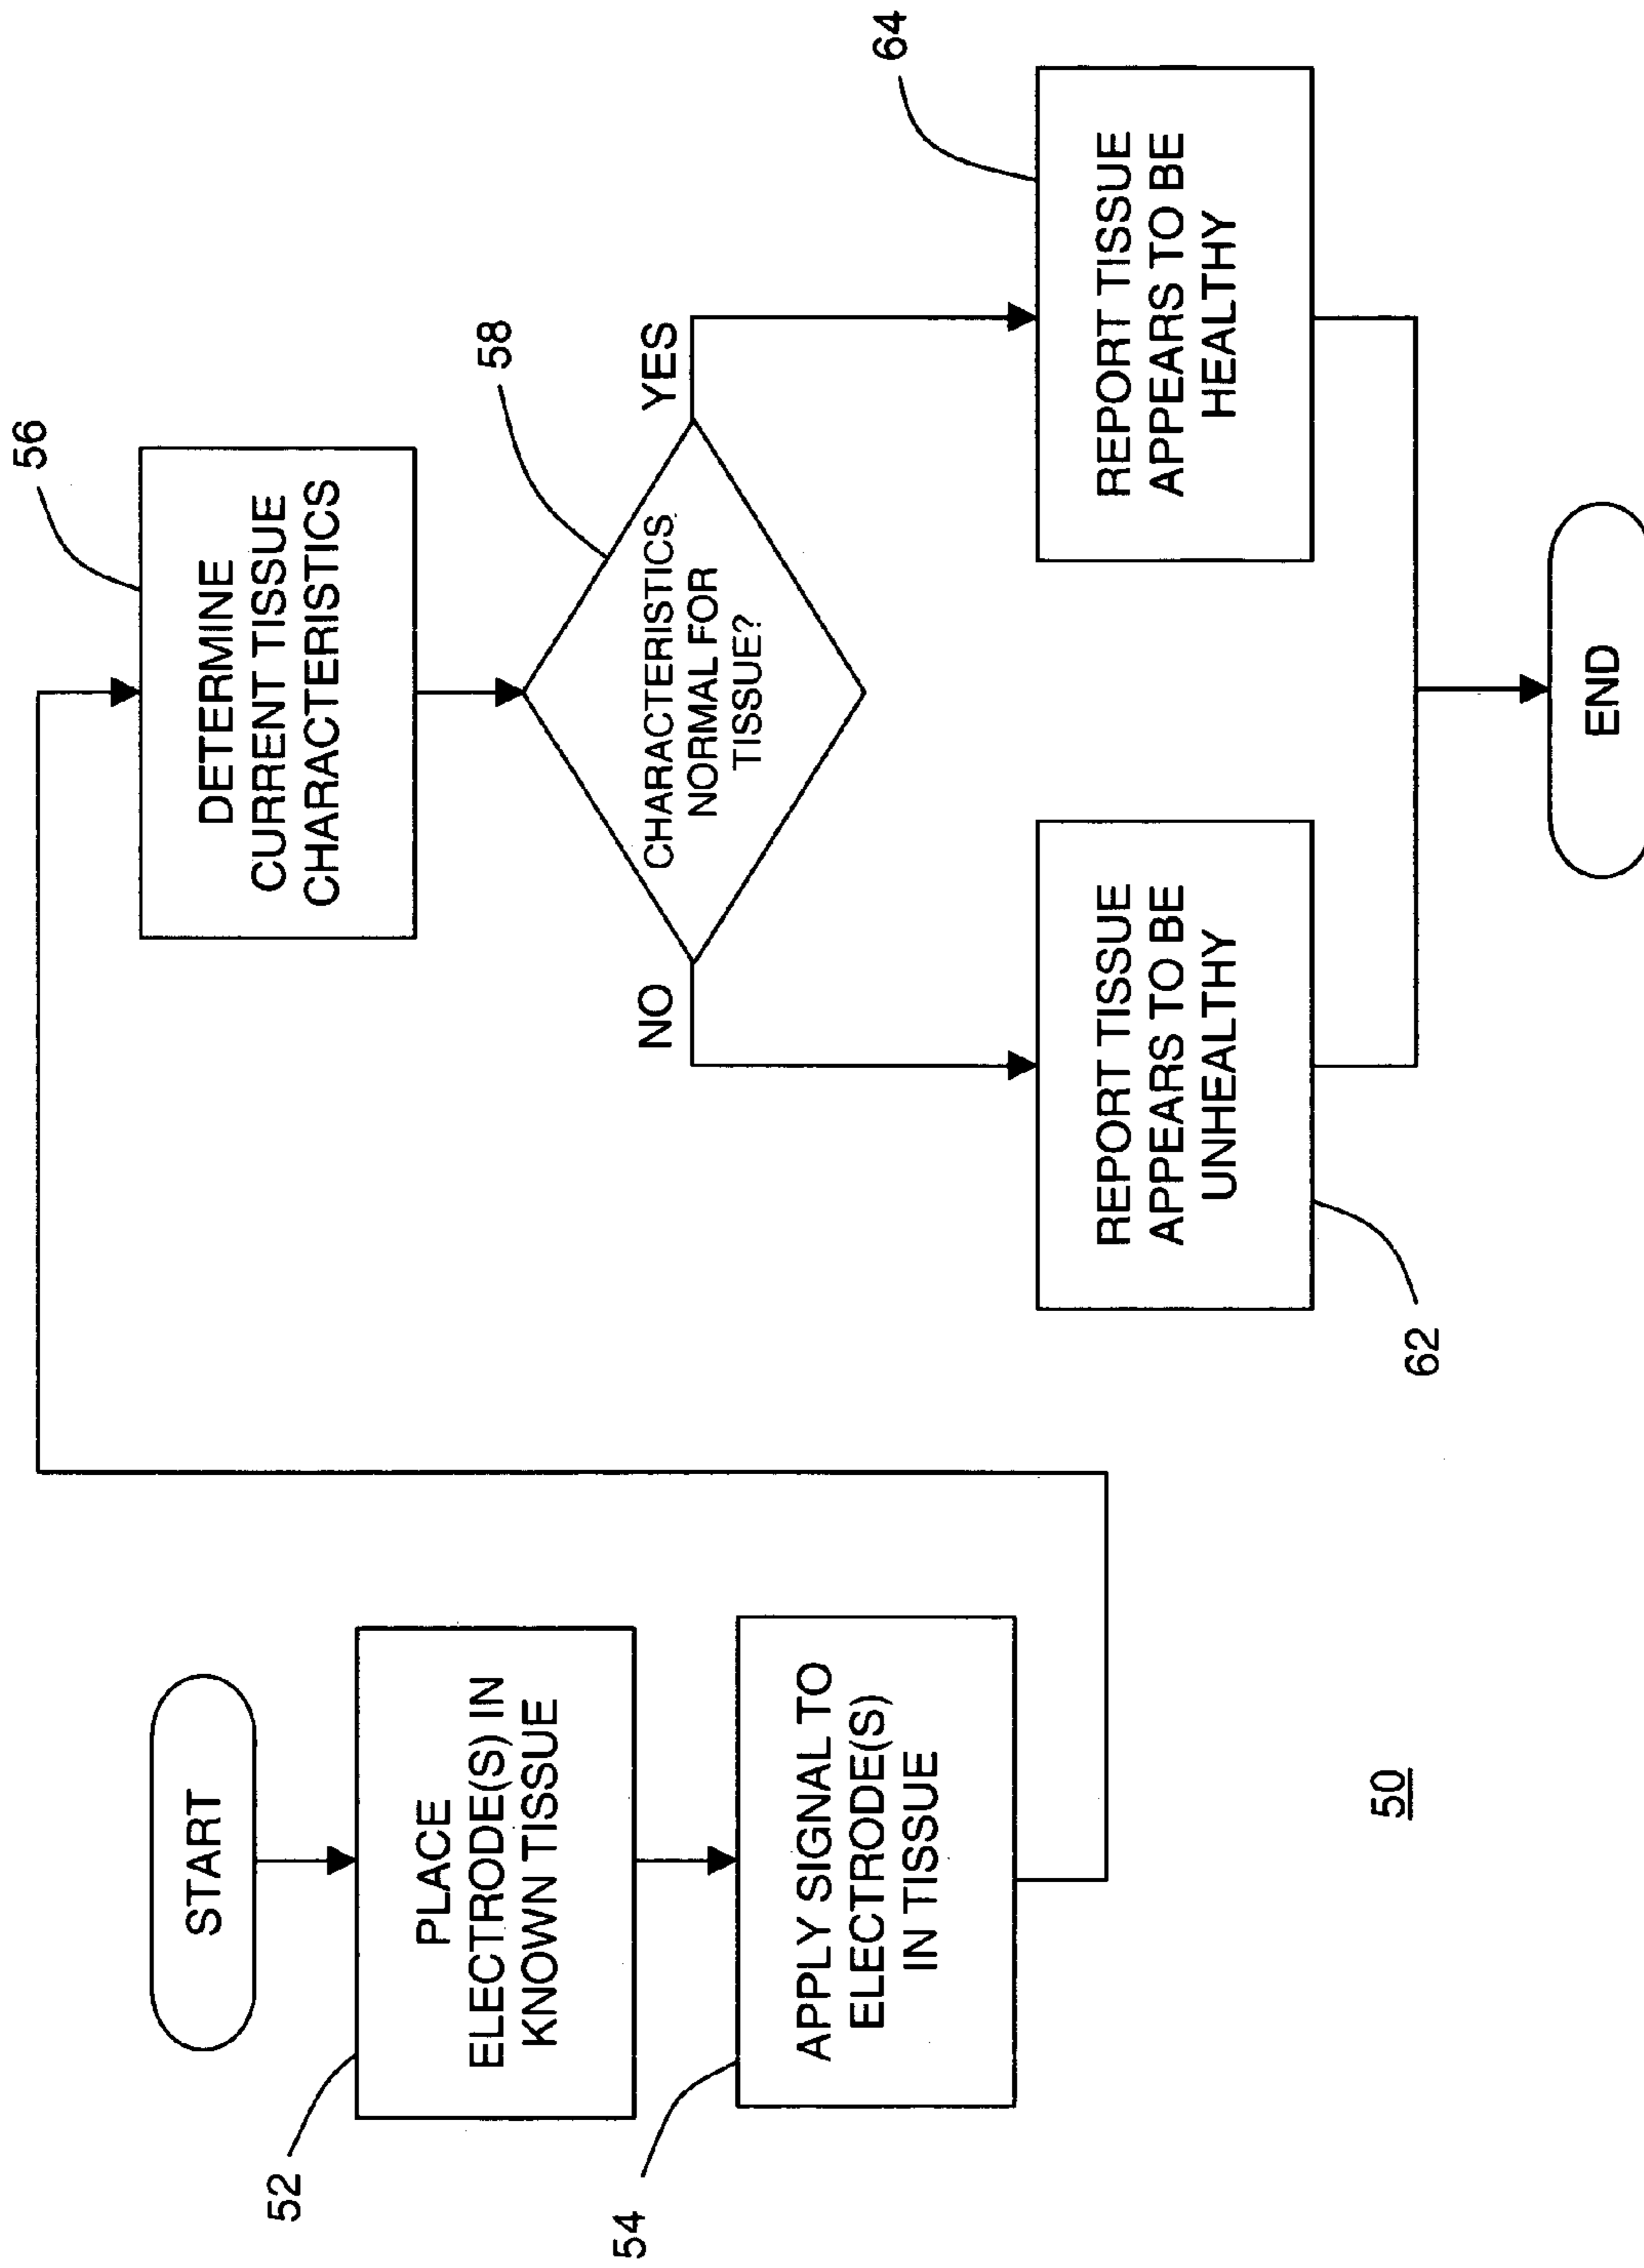 START
52
PLACE
ELECTRODE(S) IN
KNOWN TISSUE
54
APPLY SIGNAL TO
ELECTRODE(S)
IN TISSUE
56
DETERMINE
CURRENT TISSUE
CHARACTERISTICS
58
CHARACTERISTICS
NORMAL FOR
TISSUE?
NO
YES
62
REPORT TISSUE
APPEARS TO BE
UNHEALTHY
64
REPORT TISSUE
APPEARS TO BE
HEALTHY
END
50